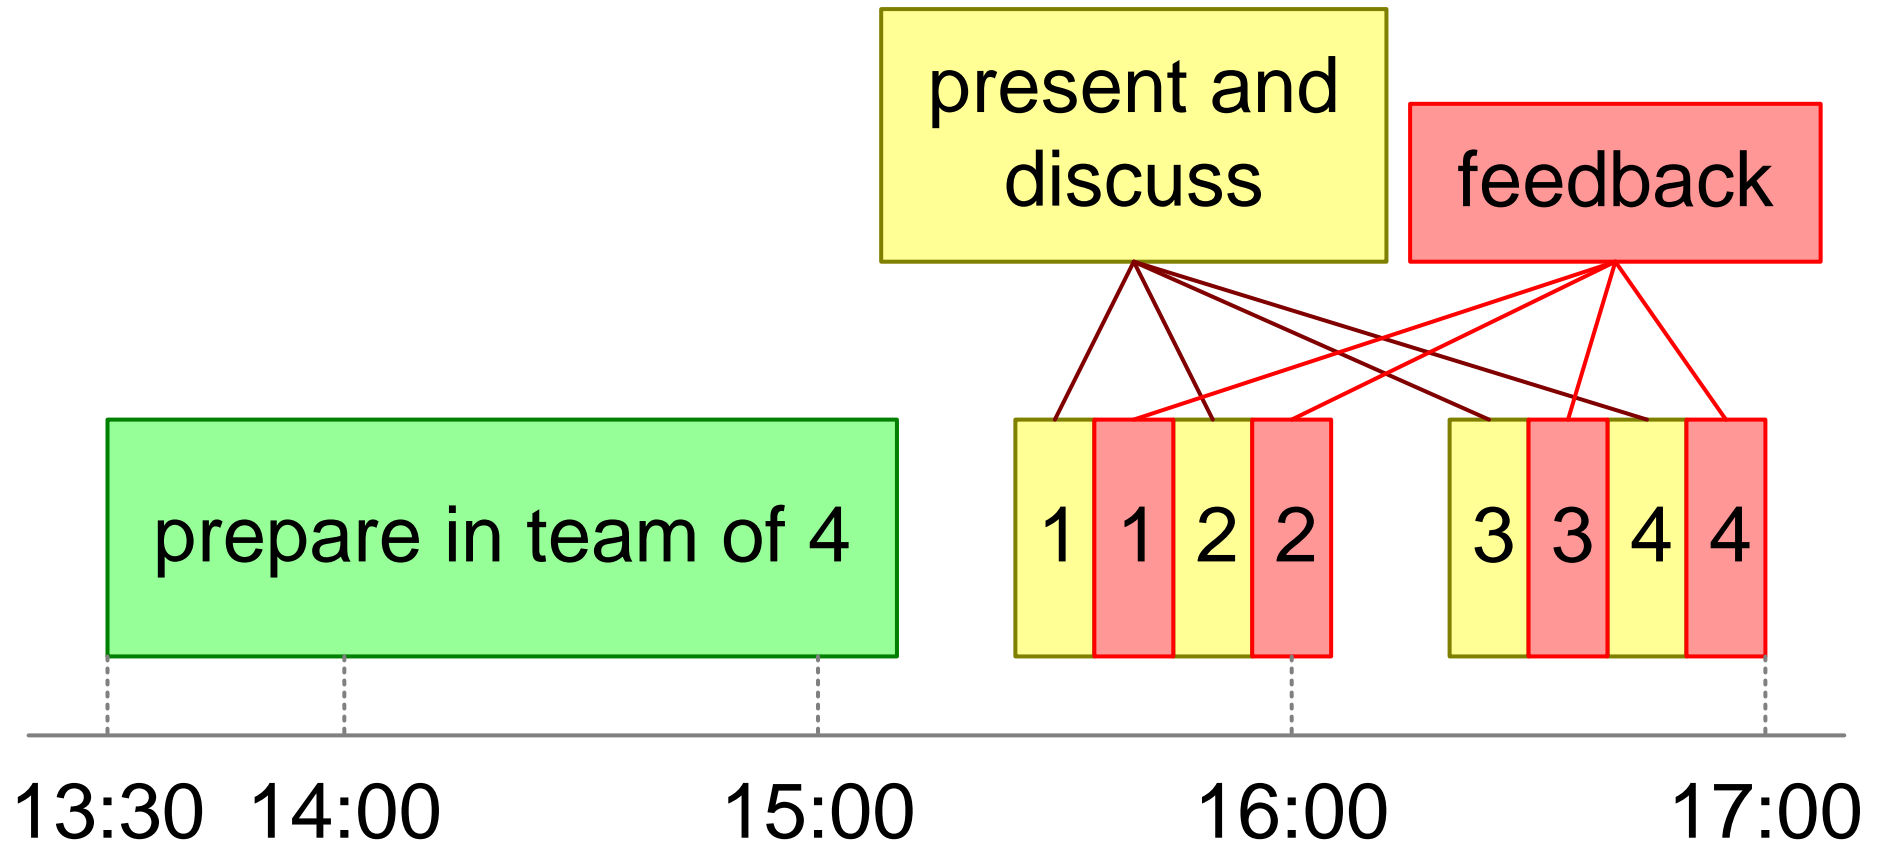 present and
discuss
feedback
prepare in team of 4
1 1 2 2 3 3 4 4
13:30 14:00 15:00 16:00 17:00